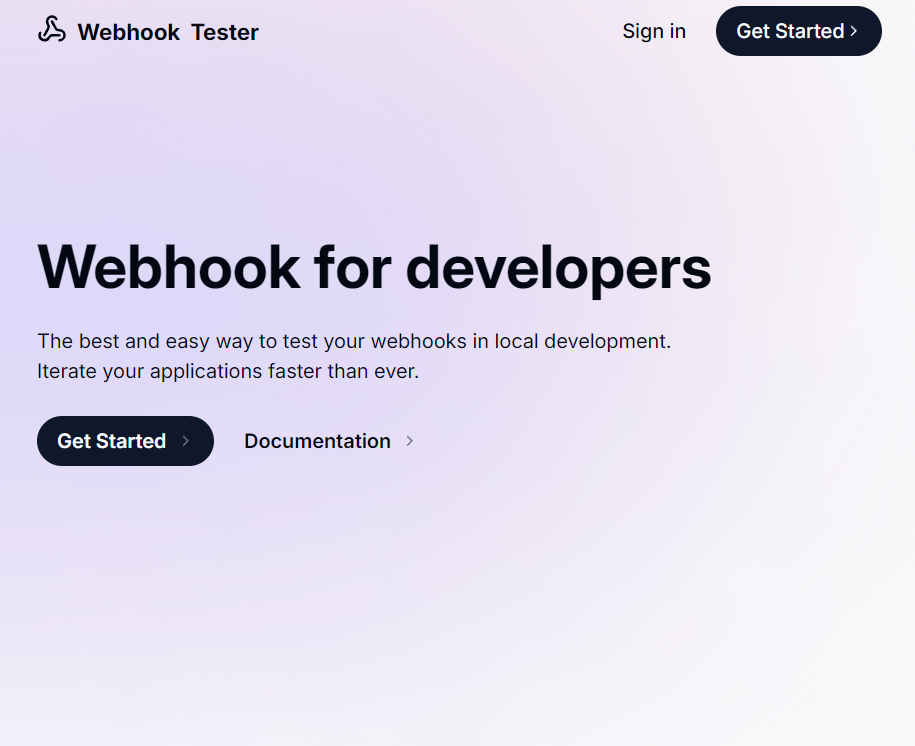 Webhook Tester
Sign in
Get Started
Webhook for developers
The best and easy way to test your webhooks in local development.
Iterate your applications faster than ever.
Get Started
Documentation